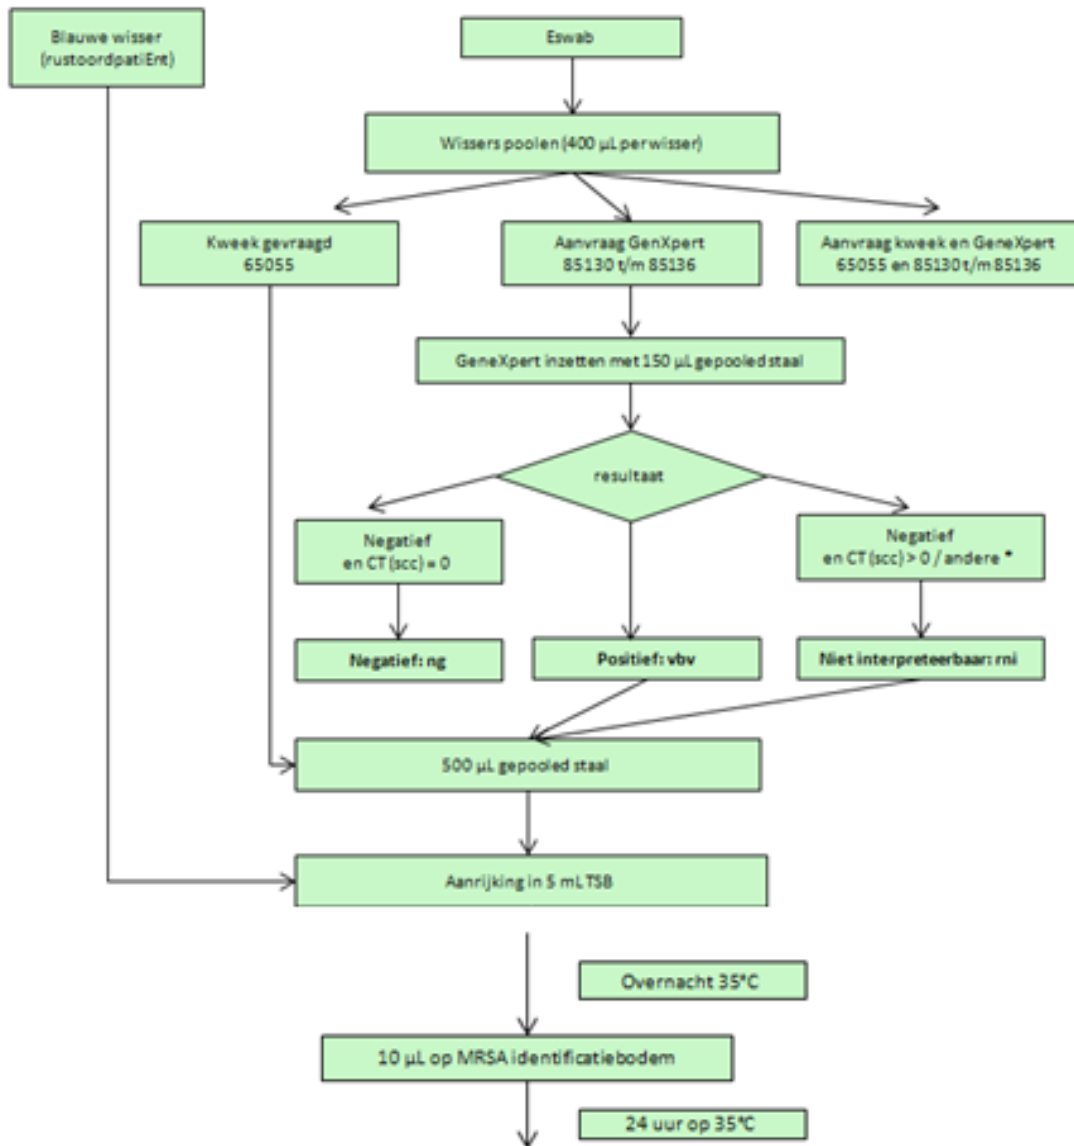 Blauwe wisser
(rustoordpatiEnt)
Eswab
Wissers poolen (400 µL per wisser)
Kweek gevraagd
65055
Aanvraag GenXpert
85130 t/m 85136
Aanvraag kweek en GeneXpert
65055 en 85130 t/m 85136
GeneXpert inzetten met 150 µL gepooled staal
resultaat
Negatief
en CT (scc) = 0
Negatief
en CT (scc) > 0 / andere *
Negatief: ng
Positief: vbv
Niet interpreteerbaar: rni
500 µL gepooled staal
Aanrijking in 5 mL TSB
Overnacht 35°C
10 µL op MRSA identificatiebodem
24 uur op 35°C